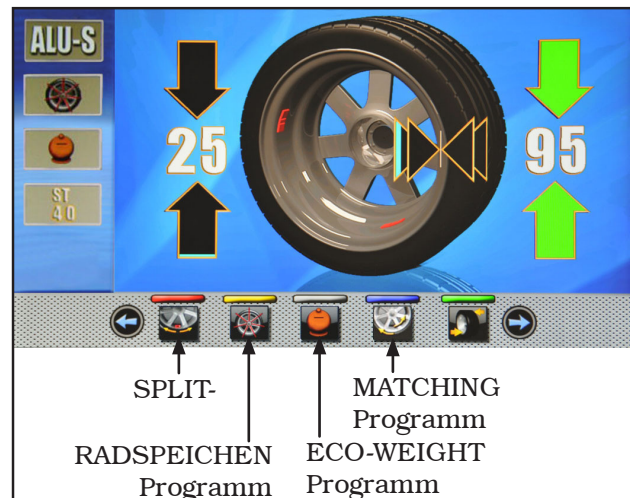 ALU-S
25
95
ST
40
SPLIT-
MATCHING
Programm
RADSPEICHEN
Programm
ECO-WEIGHT
Programm